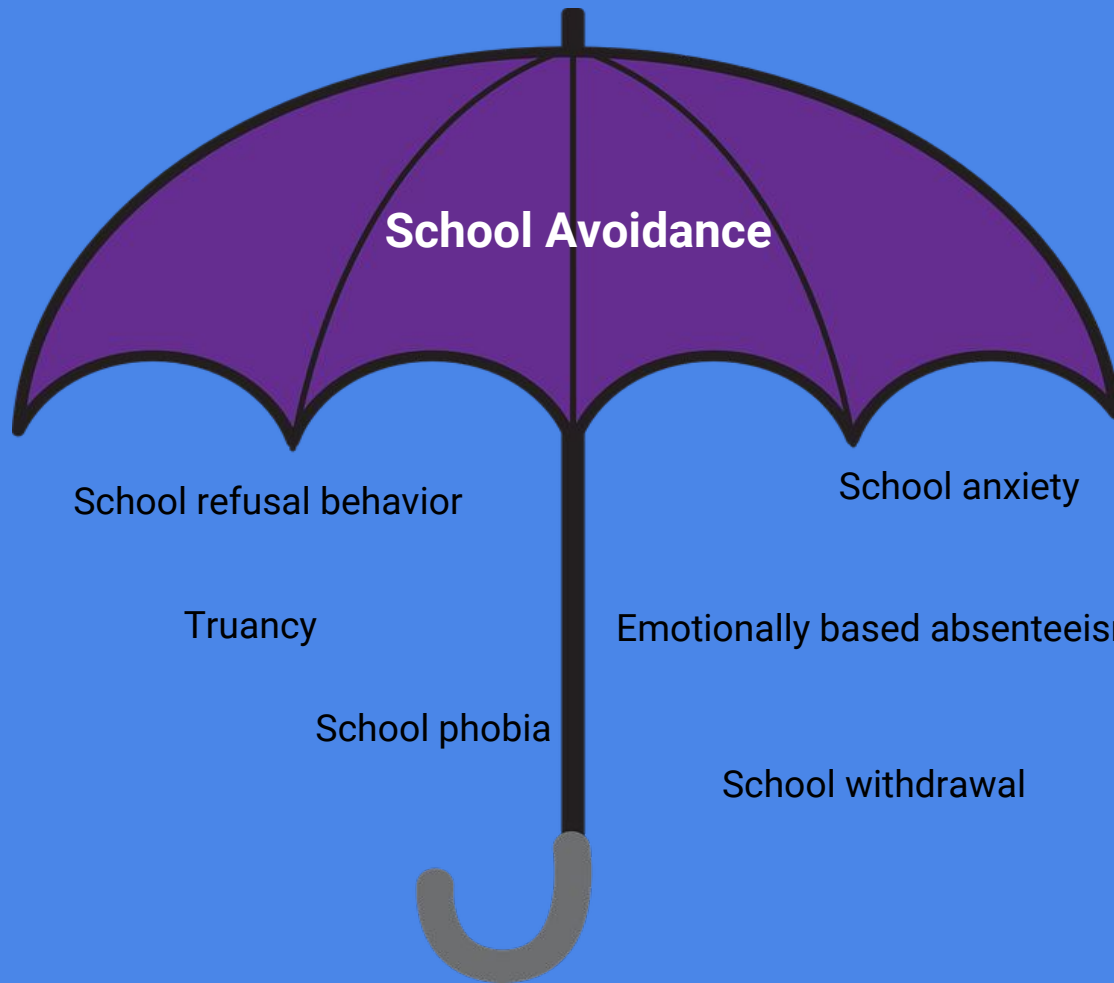 School Avoidance
School refusal behavior
School anxiety
Truancy
Emotionally based absenteeis
School phobia
School withdrawal